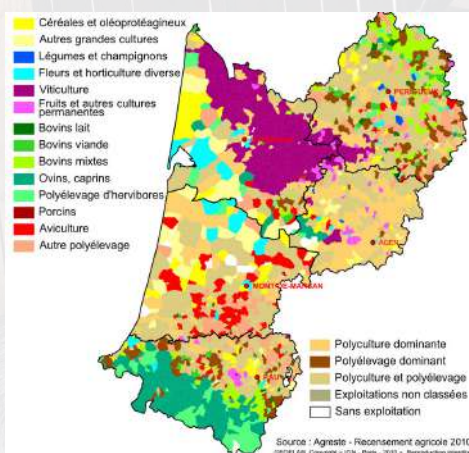 Céréales et oléoprotéagineux
Autres grandes cultures
Légumes et champignons
Fleurs et horticulture diverse
Viticulture
Fruits et autres cultures
permanentes
Bovins lait
Bovins viande
Bovins mixtes
Ovins, caprins
Polyélevage d'hervibores
Porcins
Aviculture
Autre polyélevage
PERIGUEUX
AGEN
MONT-DE-MARSAN
PAU
Polyculture dominante
Polyélevage dominant
Polyculture et polyélevage
Exploitations non classées
Sans exploitation
Source : Agreste - Recensement agricole 2010